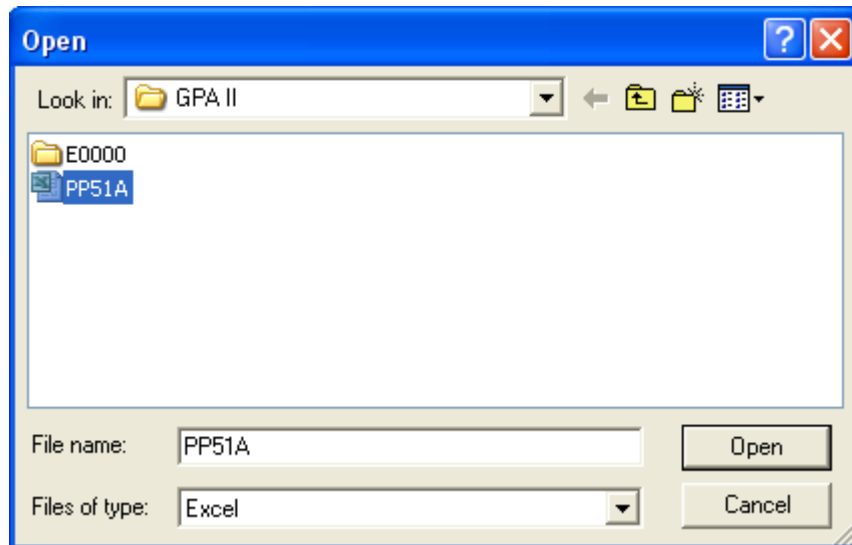 Open
Look in: GPA II
E0000
PP51A
File name: PP51A Open
Files of type: Excel Cancel